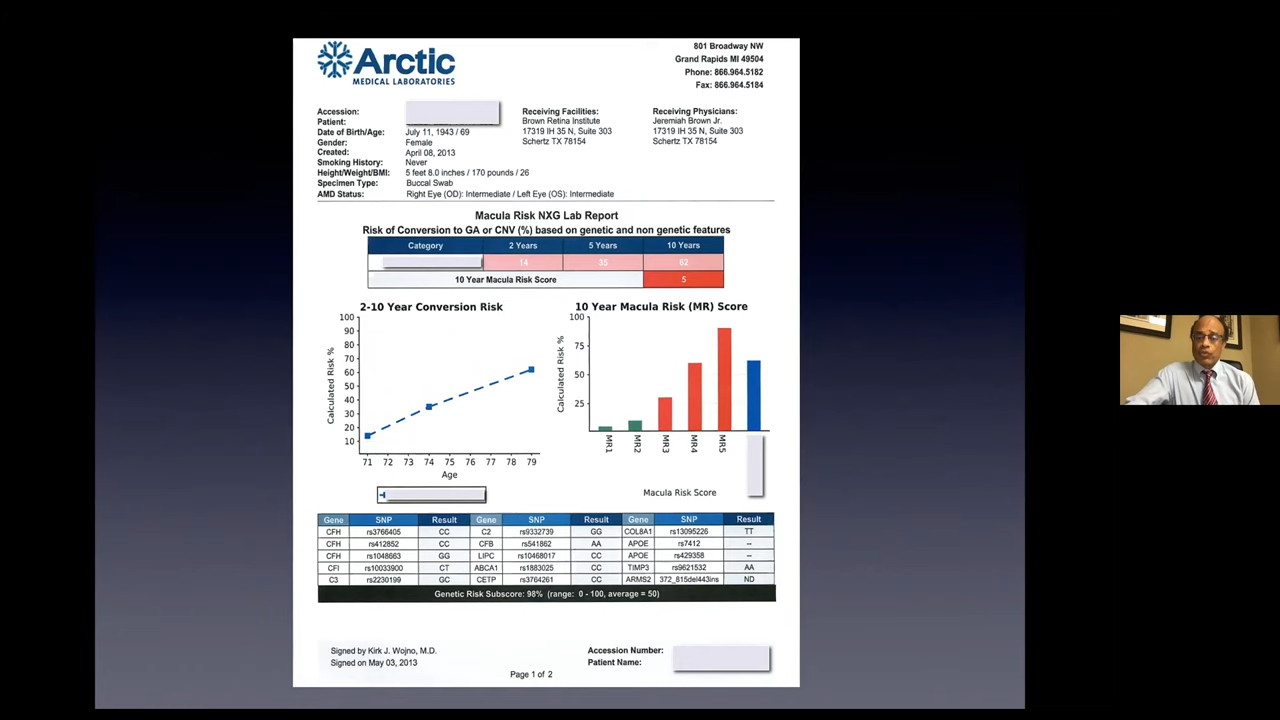 Arctic
MEDICAL LABORATORIES
801 Broadway NW
Grand Rapids MI 49504
Phone: 866.964.5182
Fax: 866.964.5184
Accession:
Patient:
Date of Birth/Age: July 11, 1943 / 69
Gender: Female
Created: April 08, 2013
Smoking History: Never
Height/Weight/BMI: 5 feet 8.0 inches / 170 pounds / 26
Specimen Type: Buccal Swab
AMD Status: Right Eye (OD): Intermediate / Left Eye (OS): Intermediate
Receiving Facilities:
Brown Retina Institute
17319 IH 35 N, Suite 303
Schertz TX 78154
Receiving Physicians:
Jeremiah Brown Jr.
17319 IH 35 N, Suite 303
Schertz TX 78154
Macula Risk NXG Lab Report
Risk of Conversion to GA or CNV (%) based on genetic and non genetic features
Category 2 Years 5 Years 10 Years
14 35 62
10 Year Macula Risk Score 5
2-10 Year Conversion Risk
Calculated Risk %
100
90
80
70
60
50
40
30
20
10
71 72 73 74 75 76 77 78 79
Age
10 Year Macula Risk (MR) Score
Calculated Risk %
100
75
50
25
MR1 MR2 MR3 MR4 MR5
Macula Risk Score
Gene SNP Result Gene SNP Result Gene SNP Result
CFH rs3766405 CC C2 rs9332739 GG COL8A1 rs13095226 TT
CFH rs412852 CC CFB rs541862 AA APOE rs7412 --
CFH rs1048663 GG LIPC rs10468017 CC APOE rs429358 --
CFI rs10033900 CT ABCA1 rs1883025 CC TIMP3 rs9621532 AA
C3 rs2230199 GC CETP rs3764261 CC ARMS2 372_815del443ins ND
Genetic Risk Subscore: 98% (range: 0 - 100, average = 50)
Signed by Kirk J. Wojno, M.D.
Signed on May 03, 2013
Accession Number:
Patient Name:
Page 1 of 2